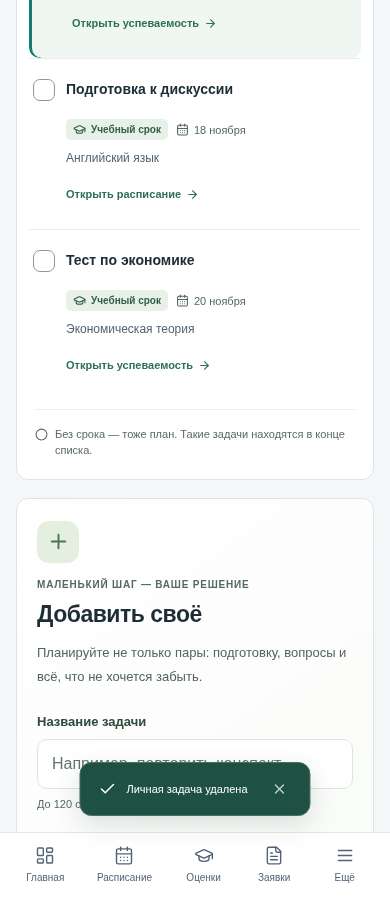 Открыть успеваемость
Подготовка к дискуссии
Учебный срок
18 ноября
Английский язык
Открыть расписание
Тест по экономике
Учебный срок
20 ноября
Экономическая теория
Открыть успеваемость
Без срока — тоже план. Такие задачи находятся в конце
списка.
МАЛЕНЬКИЙ ШАГ — ВАШЕ РЕШЕНИЕ
Добавить своё
Планируйте не только пары: подготовку, вопросы и
всё, что не хочется забыть.
Название задачи
Личная задача удалена
До 120
Главная
Расписание
Оценки
Заявки
Ещё